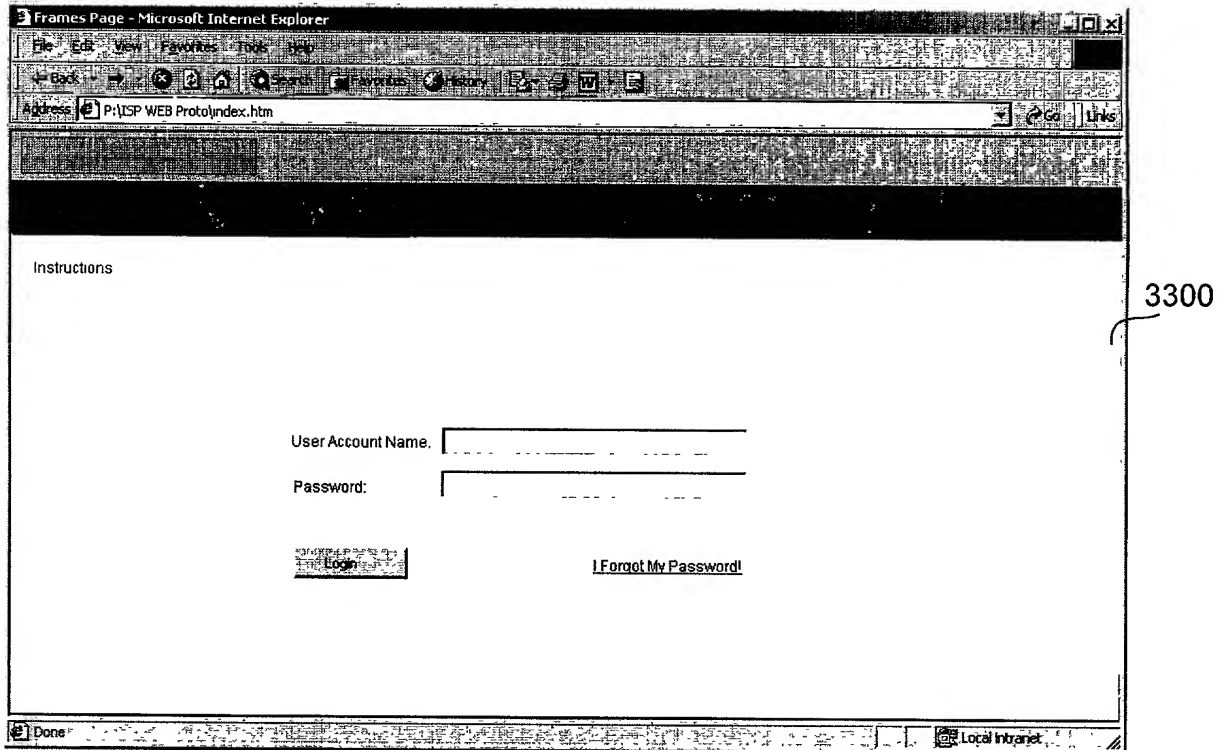 Frames Page - Microsoft Internet Explorer
File Edit View Favorites Tools Help
Back Search Favorites History
Address P:\ISP WEB Proto\index.htm Go Links
Instructions
3300
User Account Name.
Password:
Login I Forgot My Password!
Done Local intranet